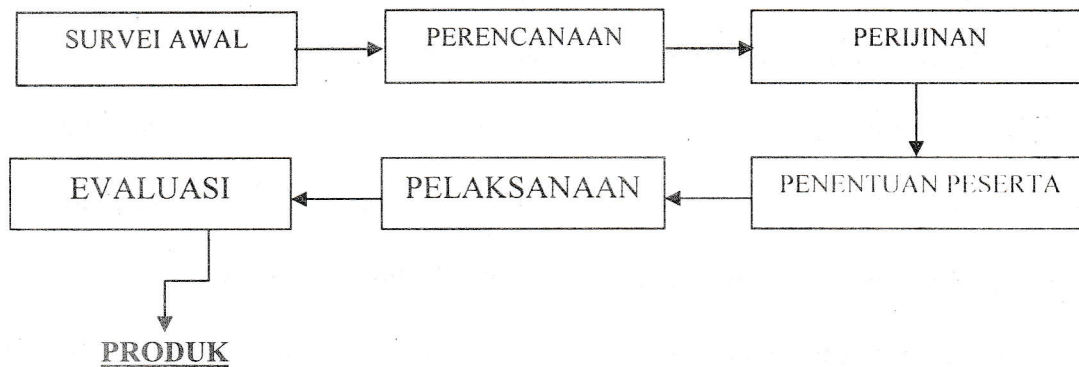 SURVEI AWAL
PERENCANAAN
PERIJINAN
PENENTUAN PESERTA
PELAKSANAAN
EVALUASI
PRODUK